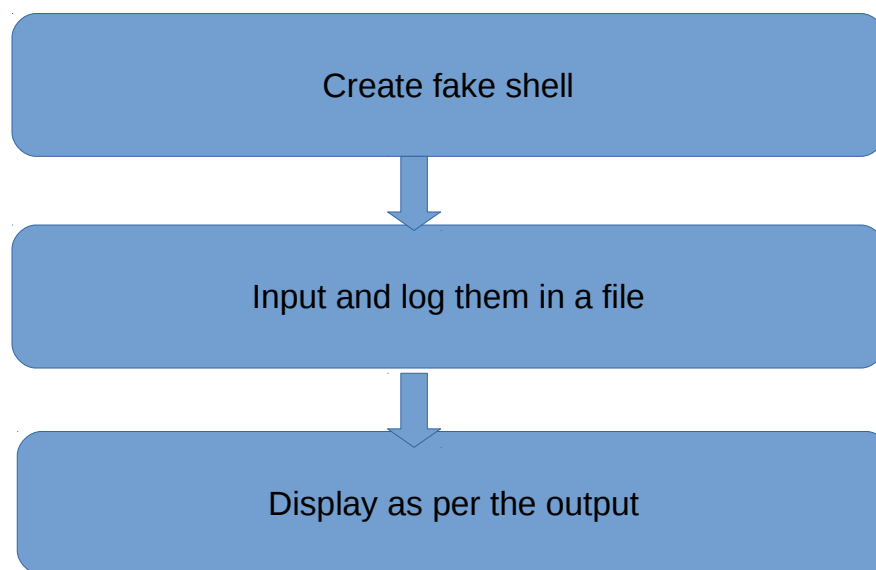 Create fake shell
Input and log them in a file
Display as per the output